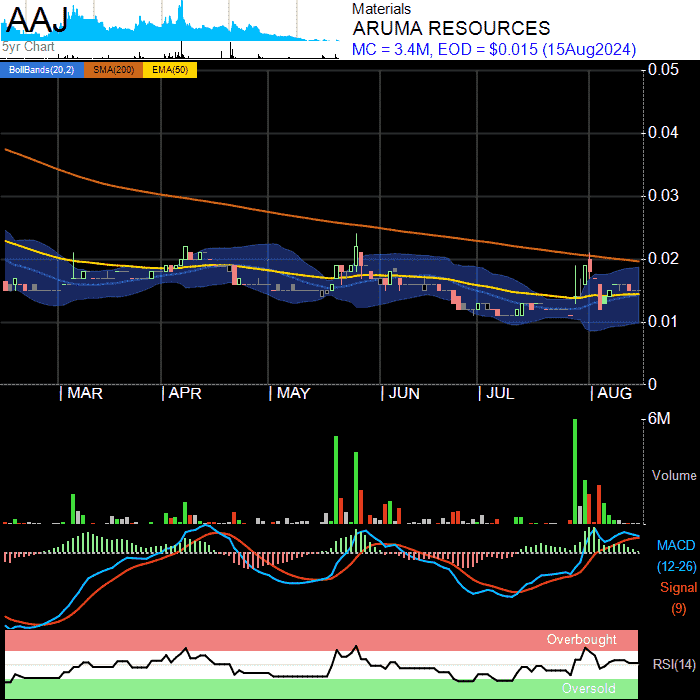 AAJ
5yr Chart
Materials
ARUMA RESOURCES
MC = 3.4M, EOD = $0.015 (15Aug2024)
BollBands(20,2) SMA(200) EMA(50)
0.05
0.04
0.03
0.02
0.01
0
MAR APR MAY JUN JUL AUG
6M
Volume
MACD
(12-26)
Signal
(9)
Overbought
RSI(14)
Oversold